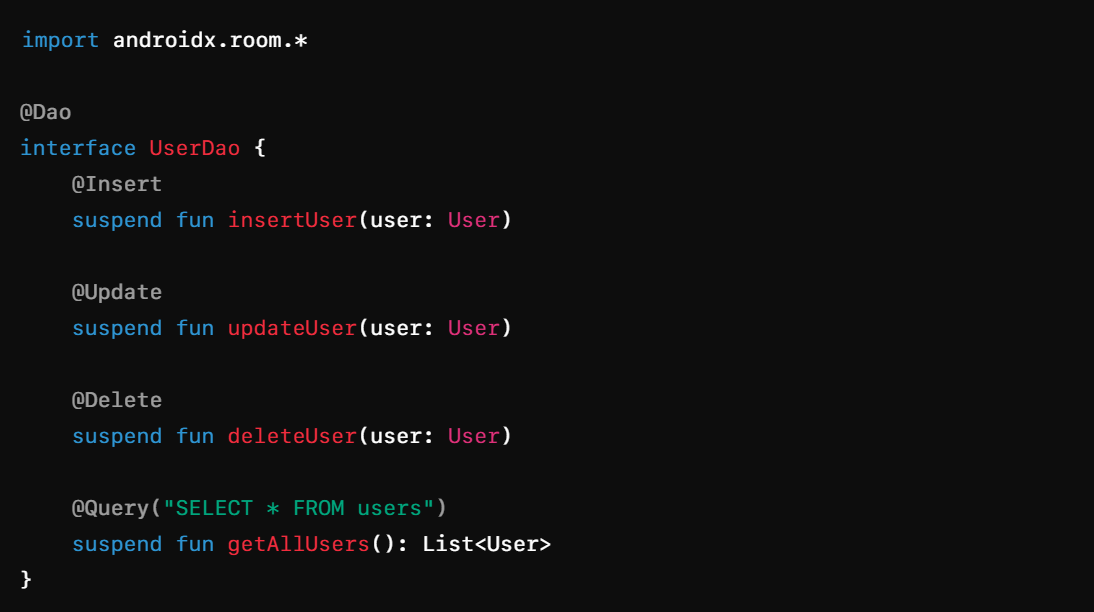 import androidx.room.*
@Dao
interface UserDao {
@Insert
suspend fun insertUser(user: User)
@Update
suspend fun updateUser(user: User)
@Delete
suspend fun deleteUser(user: User)
@Query("SELECT * FROM users")
suspend fun getAllUsers(): List<User>
}